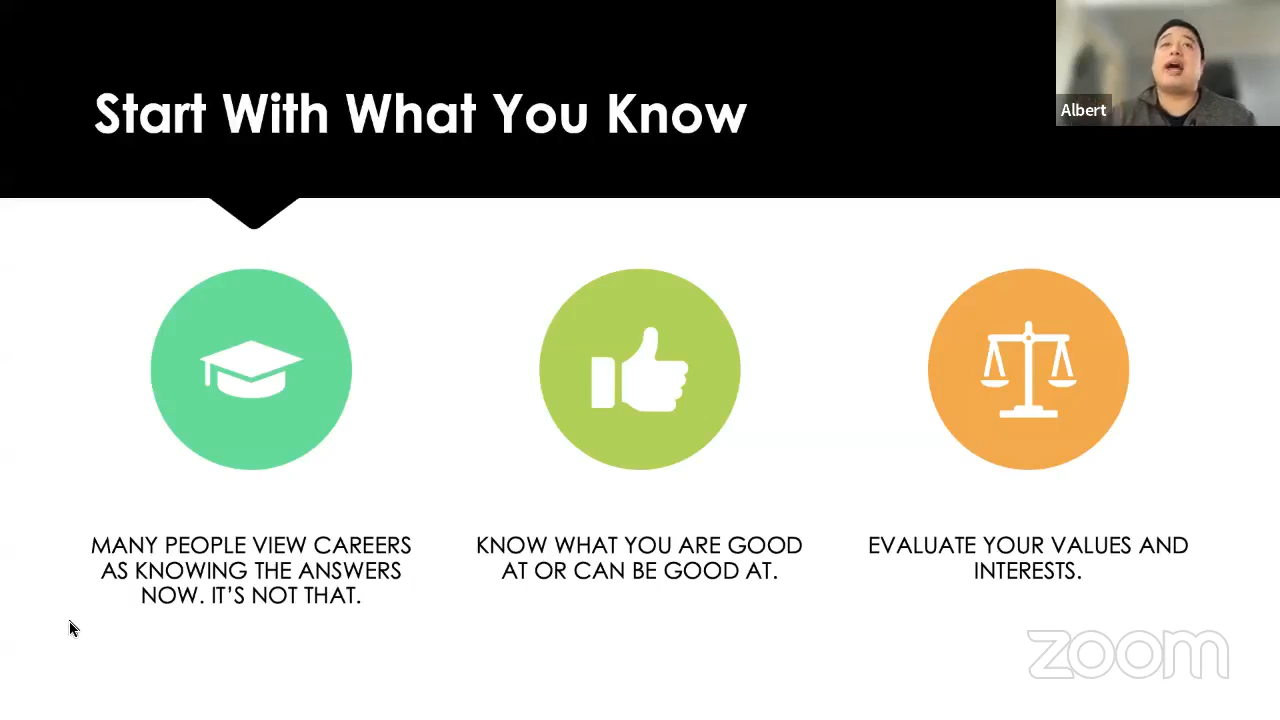 Start With What You Know
Albert
MANY PEOPLE VIEW CAREERS
AS KNOWING THE ANSWERS
NOW. IT'S NOT THAT.
KNOW WHAT YOU ARE GOOD
AT OR CAN BE GOOD AT.
EVALUATE YOUR VALUES AND
INTERESTS.
zoom